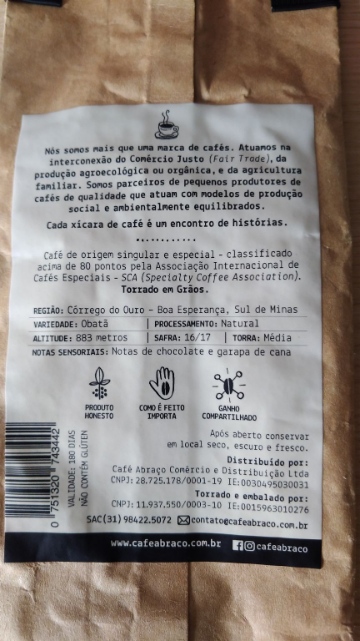 Nós somos mais que uma marca de cafés. Atuamos na
interconexão do Comércio Justo (Fair Trade), da
produção agroecológica ou orgânica, e da agricultura
familiar. Somos parceiros de pequenos produtores de
cafés de qualidade que atuam com modelos de produção
social e ambientalmente equilibrados.
Cada xícara de café é um encontro de histórias.
Café de origem singular e especial - classificado
acima de 80 pontos pela Associação Internacional de
Cafés Especiais - SCA (Specialty Coffee Association).
Torrado em Grãos.
REGIÃO: Córrego do Ouro - Boa Esperança, Sul de Minas
VARIEDADE: Obatã | PROCESSAMENTO: Natural
ALTITUDE: 883 metros | SAFRA: 16/17 | TORRA: Média
NOTAS SENSORIAIS: Notas de chocolate e garapa de cana
PRODUTO
HONESTO
COMO É FEITO
IMPORTA
GANHO
COMPARTILHADO
0 751320 743442
VALIDADE: 180 DIAS
NÃO CONTÉM GLÚTEN
Após aberto conservar
em local seco, escuro e fresco.
Distribuído por:
Café Abraço Comércio e Distribuição Ltda
CNPJ: 28.725.178/0001-19 IE:0030495030031
Torrado e embalado por:
CNPJ: 11.937.550/0003-10 IE:0015963010276
SAC(31) 98422.5072 contato@cafeabraco.com.br
www.cafeabraco.com.br @cafeabraco